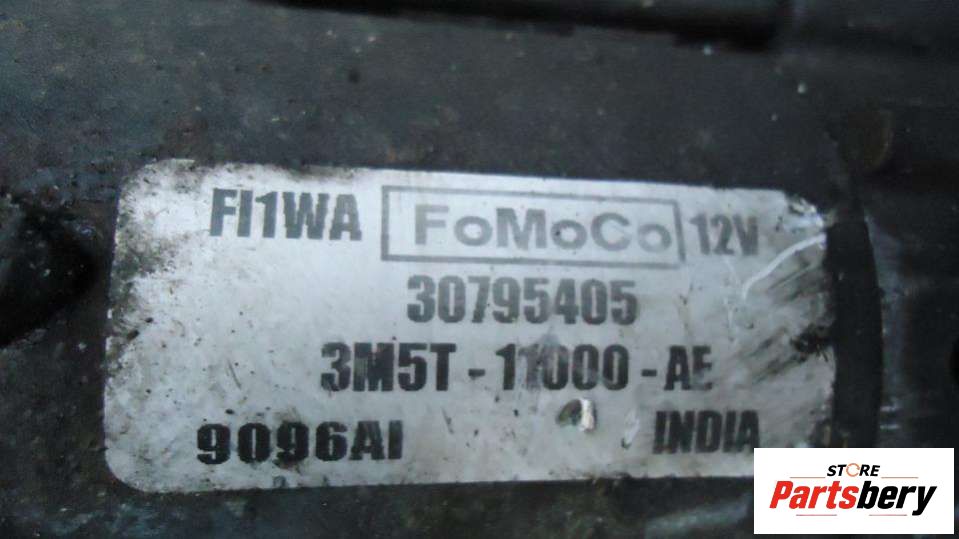 FI1WA FoMoCo 12V
30795405
3M5T-11000-AE
9096AI INDIA
STORE
Partsbery